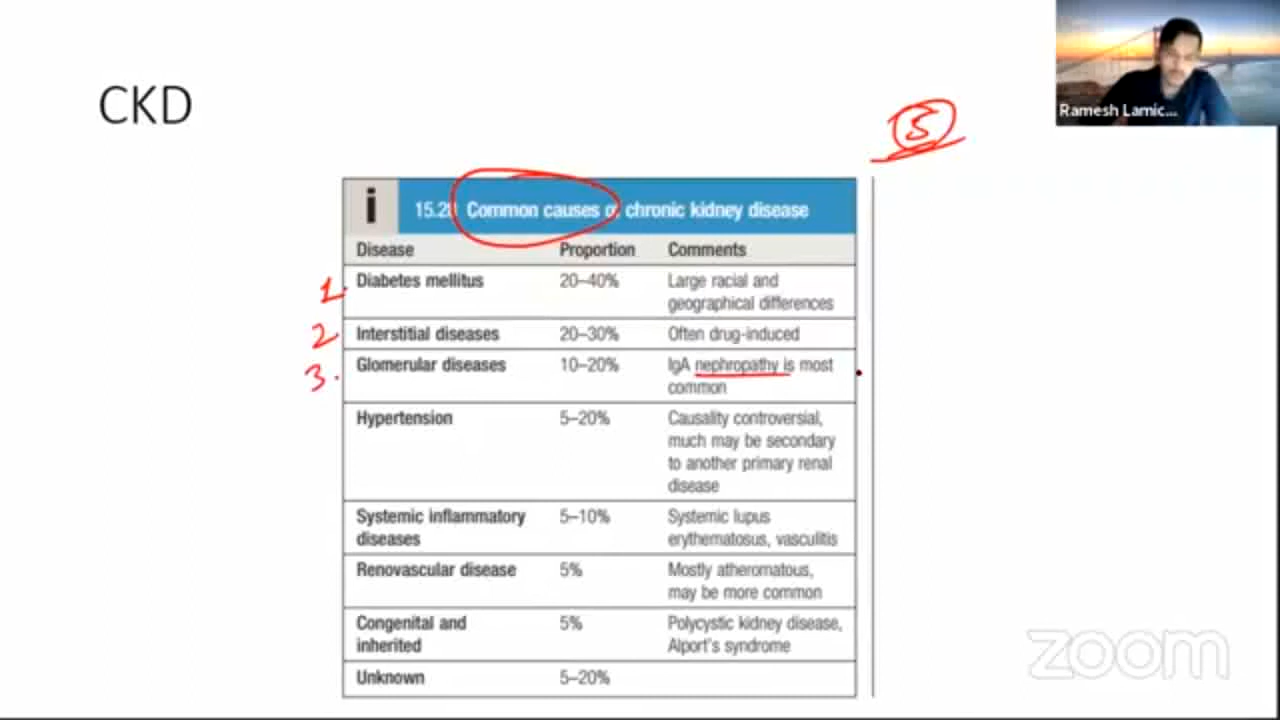 CKD
Ramesh Lamic...
5
15.2
Common causes of chronic kidney disease
i
Disease Proportion Comments
1. Diabetes mellitus 20–40% Large racial and
geographical differences
2 Interstitial diseases 20–30% Often drug-induced
3. Glomerular diseases 10–20% IgA nephropathy is most
common
Hypertension 5–20% Causality controversial,
much may be secondary
to another primary renal
disease
Systemic inflammatory 5–10% Systemic lupus
diseases erythematosus, vasculitis
Renovascular disease 5% Mostly atheromatous,
may be more common
Congenital and 5% Polycystic kidney disease,
inherited Alport's syndrome
Unknown 5–20%
zoom